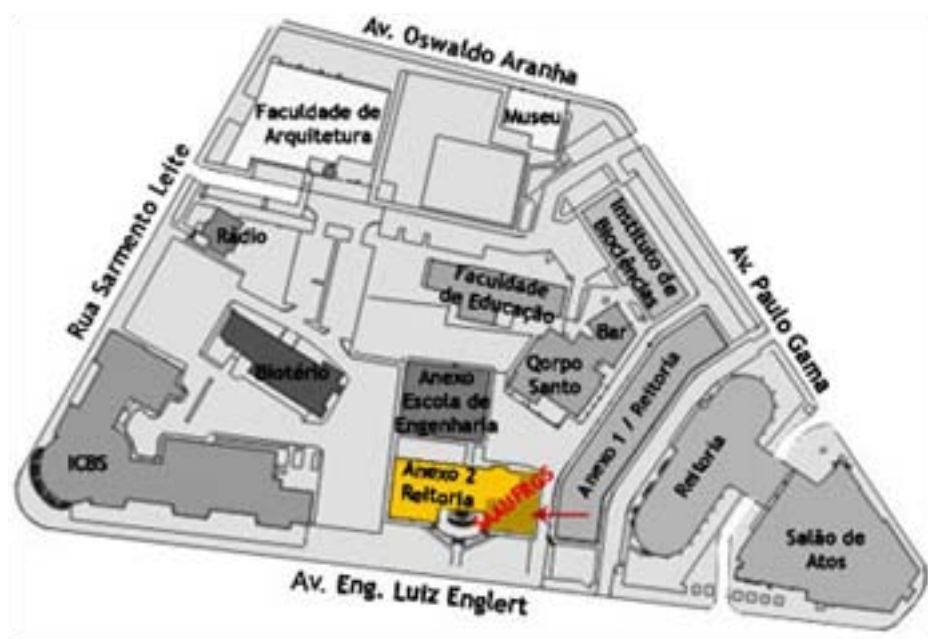 Av. Oswaldo Aranha
Faculdade de
Arquitetura
Museu
Rua Sarmento Leite
Rádio
Instituto de
Biociências
Av. Paulo Gama
Faculdade
de Educação
Bar
Qorpo
Santo
Biotério
Anexo
Escola de
Engenharia
Anexo 1 / Reitoria
Reitoria
ICBS
Anexo 2
Reitoria
Salão de
Atos
Av. Eng. Luiz Englert